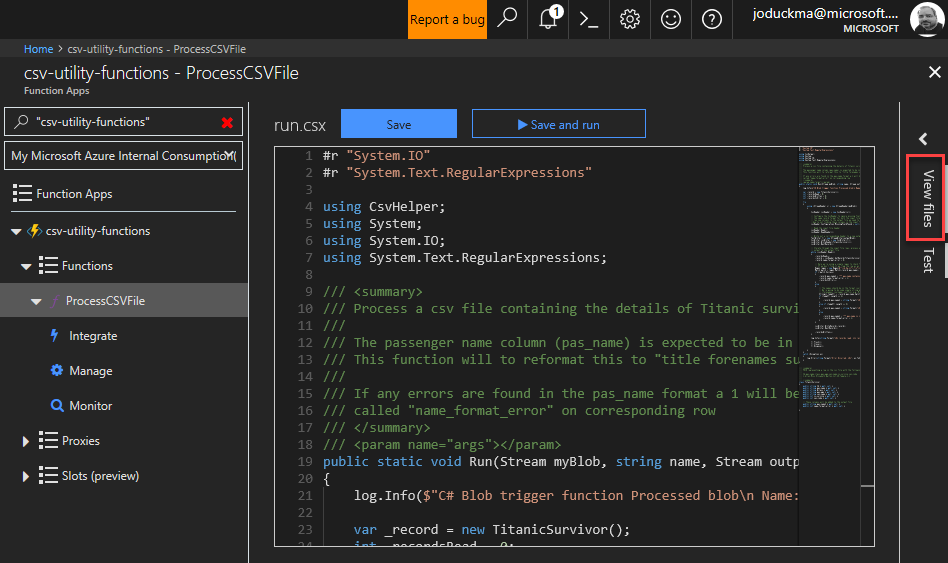 Report a bug
1
joduckma@microsoft....
MICROSOFT
Home > csv-utility-functions - ProcessCSVFile
csv-utility-functions - ProcessCSVFile
Function Apps
"csv-utility-functions"
My Microsoft Azure Internal Consumption (
Function Apps
csv-utility-functions
Functions
ProcessCSVFile
Integrate
Manage
Monitor
Proxies
Slots (preview)
run.csx
Save
Save and run
1 #r "System.IO"
2 #r "System.Text.RegularExpressions"
3
4 using CsvHelper;
5 using System;
6 using System.IO;
7 using System.Text.RegularExpressions;
8
9 /// <summary>
10 /// Process a csv file containing the details of Titanic survi
11 ///
12 /// The passenger name column (pas_name) is expected to be in
13 /// This function will to reformat this to "title forenames su
14 ///
15 /// If any errors are found in the pas_name format a 1 will be
16 /// called "name_format_error" on corresponding row
17 /// </summary>
18 /// <param name="args"></param>
19 public static void Run(Stream myBlob, string name, Stream outp
20 {
21 log.Info($"C# Blob trigger function Processed blob\n Name:
22
23 var _record = new TitanicSurvivor();
24 int _recordsRead = 0;
View files
Test